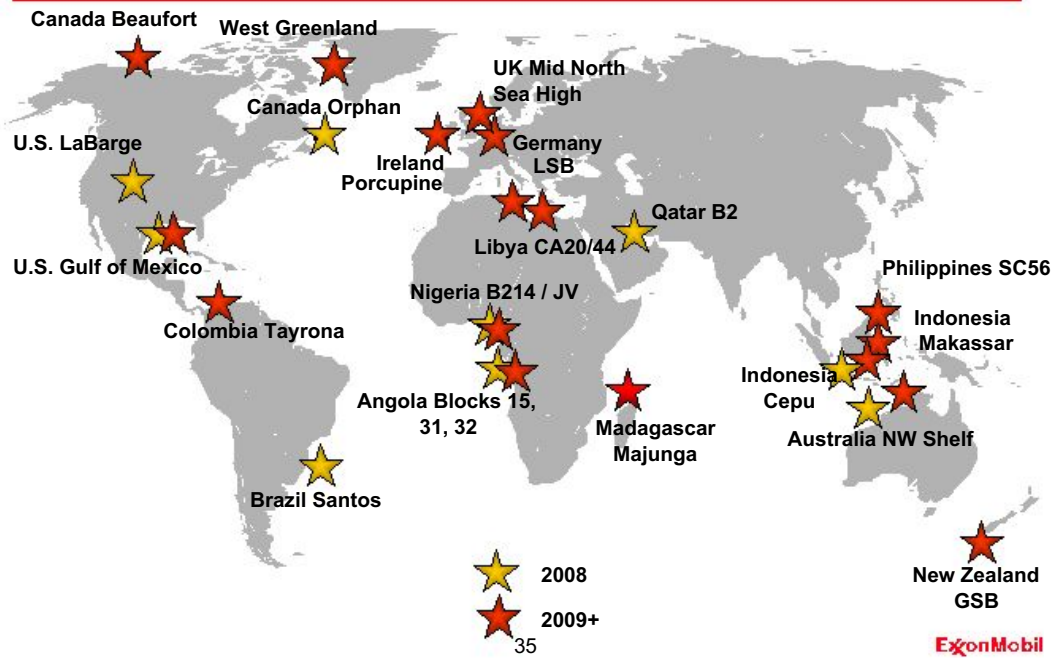 Canada Beaufort
West Greenland
UK Mid North
Sea High
Canada Orphan
U.S. LaBarge
Germany
LSB
Ireland
Porcupine
Qatar B2
Libya CA20/44
U.S. Gulf of Mexico
Philippines SC56
Nigeria B214 / JV
Indonesia
Makassar
Colombia Tayrona
Indonesia
Cepu
Angola Blocks 15,
31, 32
Madagascar
Majunga
Australia NW Shelf
Brazil Santos
2008
New Zealand
GSB
2009+
35
ExxonMobil